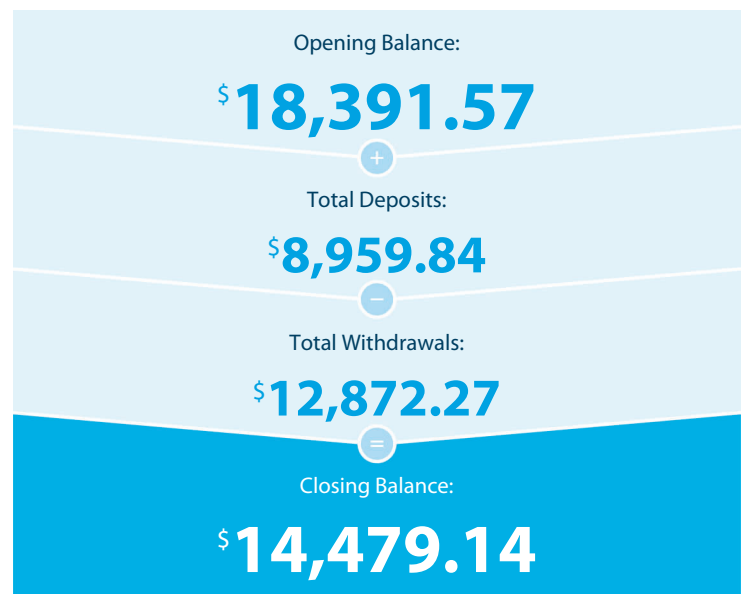 Opening Balance:
$18,391.57
+
Total Deposits:
$8,959.84
−
Total Withdrawals:
$12,872.27
=
Closing Balance:
$14,479.14